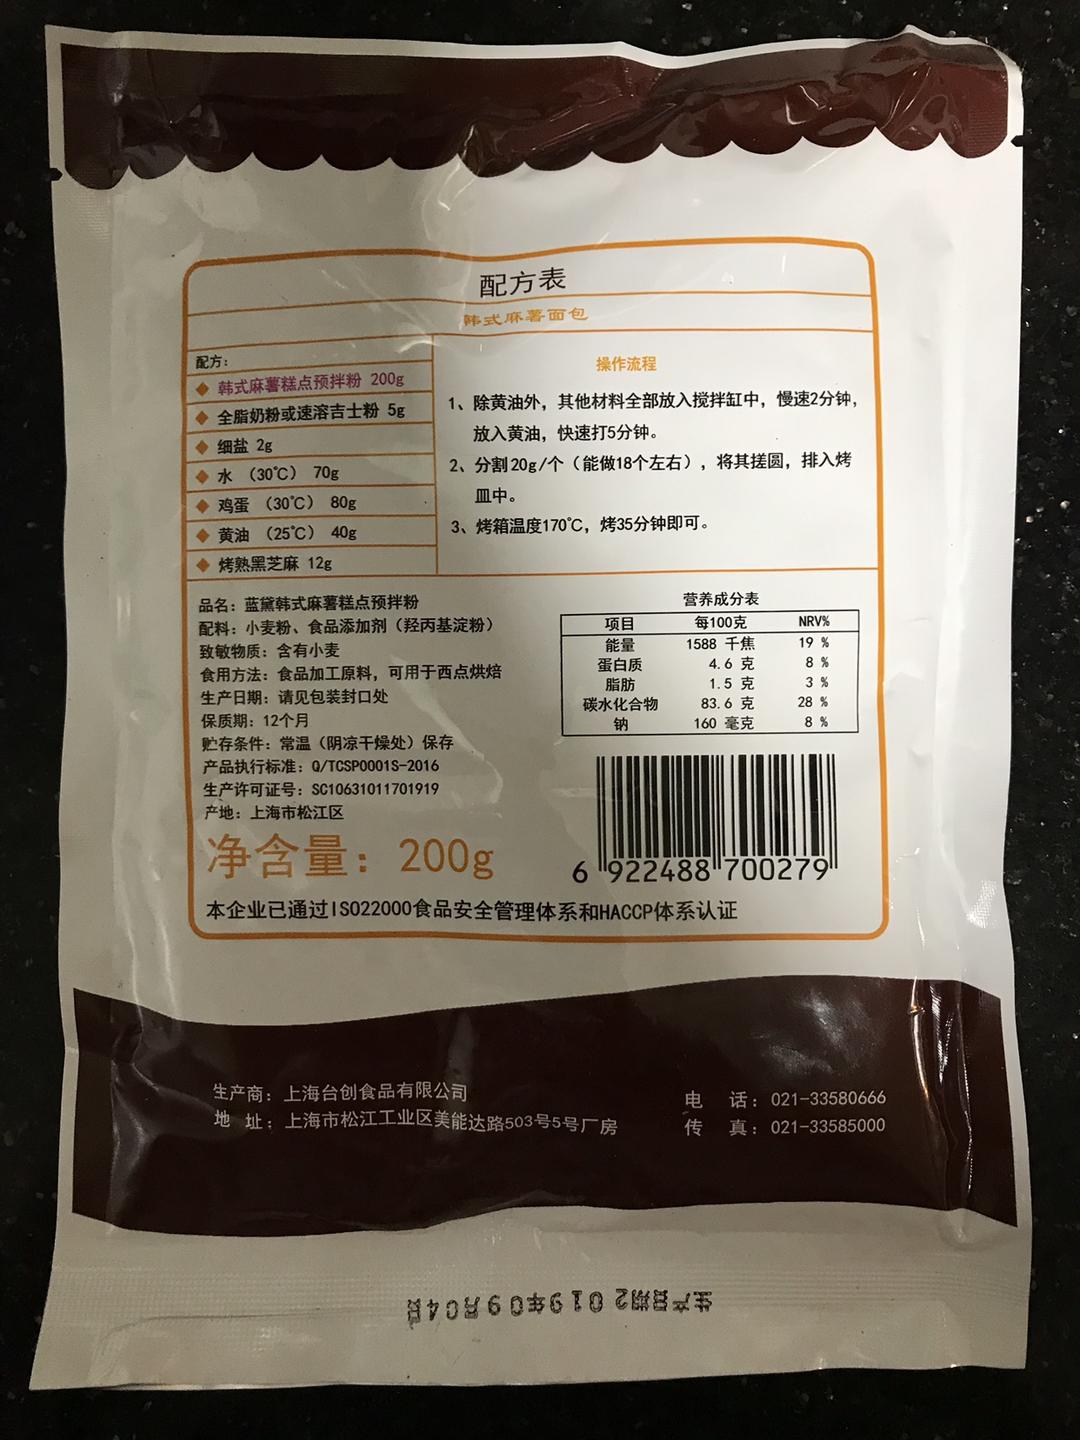 配方表
韩式麻薯面包
配方:
◆ 韩式麻薯糕点预拌粉 200g
◆ 全脂奶粉或速溶吉士粉 5g
◆ 细盐 2g
◆ 水 (30℃) 70g
◆ 鸡蛋 (30℃) 80g
◆ 黄油 (25℃) 40g
◆ 烤熟黑芝麻 12g
操作流程
1、除黄油外，其他材料全部放入搅拌缸中，慢速2分钟，
放入黄油，快速打5分钟。
2、分割20g/个（能做18个左右），将其搓圆，排入烤
皿中。
3、烤箱温度170℃，烤35分钟即可。
品名：蓝黛韩式麻薯糕点预拌粉
配料：小麦粉、食品添加剂（羟丙基淀粉）
致敏物质：含有小麦
食用方法：食品加工原料，可用于西点烘焙
生产日期：请见包装封口处
保质期：12个月
贮存条件：常温（阴凉干燥处）保存
产品执行标准：Q/TCSP0001S-2016
生产许可证号：SC10631011701919
产地：上海市松江区
净含量：200g
营养成分表
项目 每100克 NRV%
能量 1588 千焦 19 %
蛋白质 4.6 克 8 %
脂肪 1.5 克 3 %
碳水化合物 83.6 克 28 %
钠 160 毫克 8 %
6 922488 700279
本企业已通过ISO22000食品安全管理体系和HACCP体系认证
生产商：上海台创食品有限公司
地 址：上海市松江工业区美能达路503号5号厂房
电 话：021-33580666
传 真：021-33585000
生产日期2019年09月04日